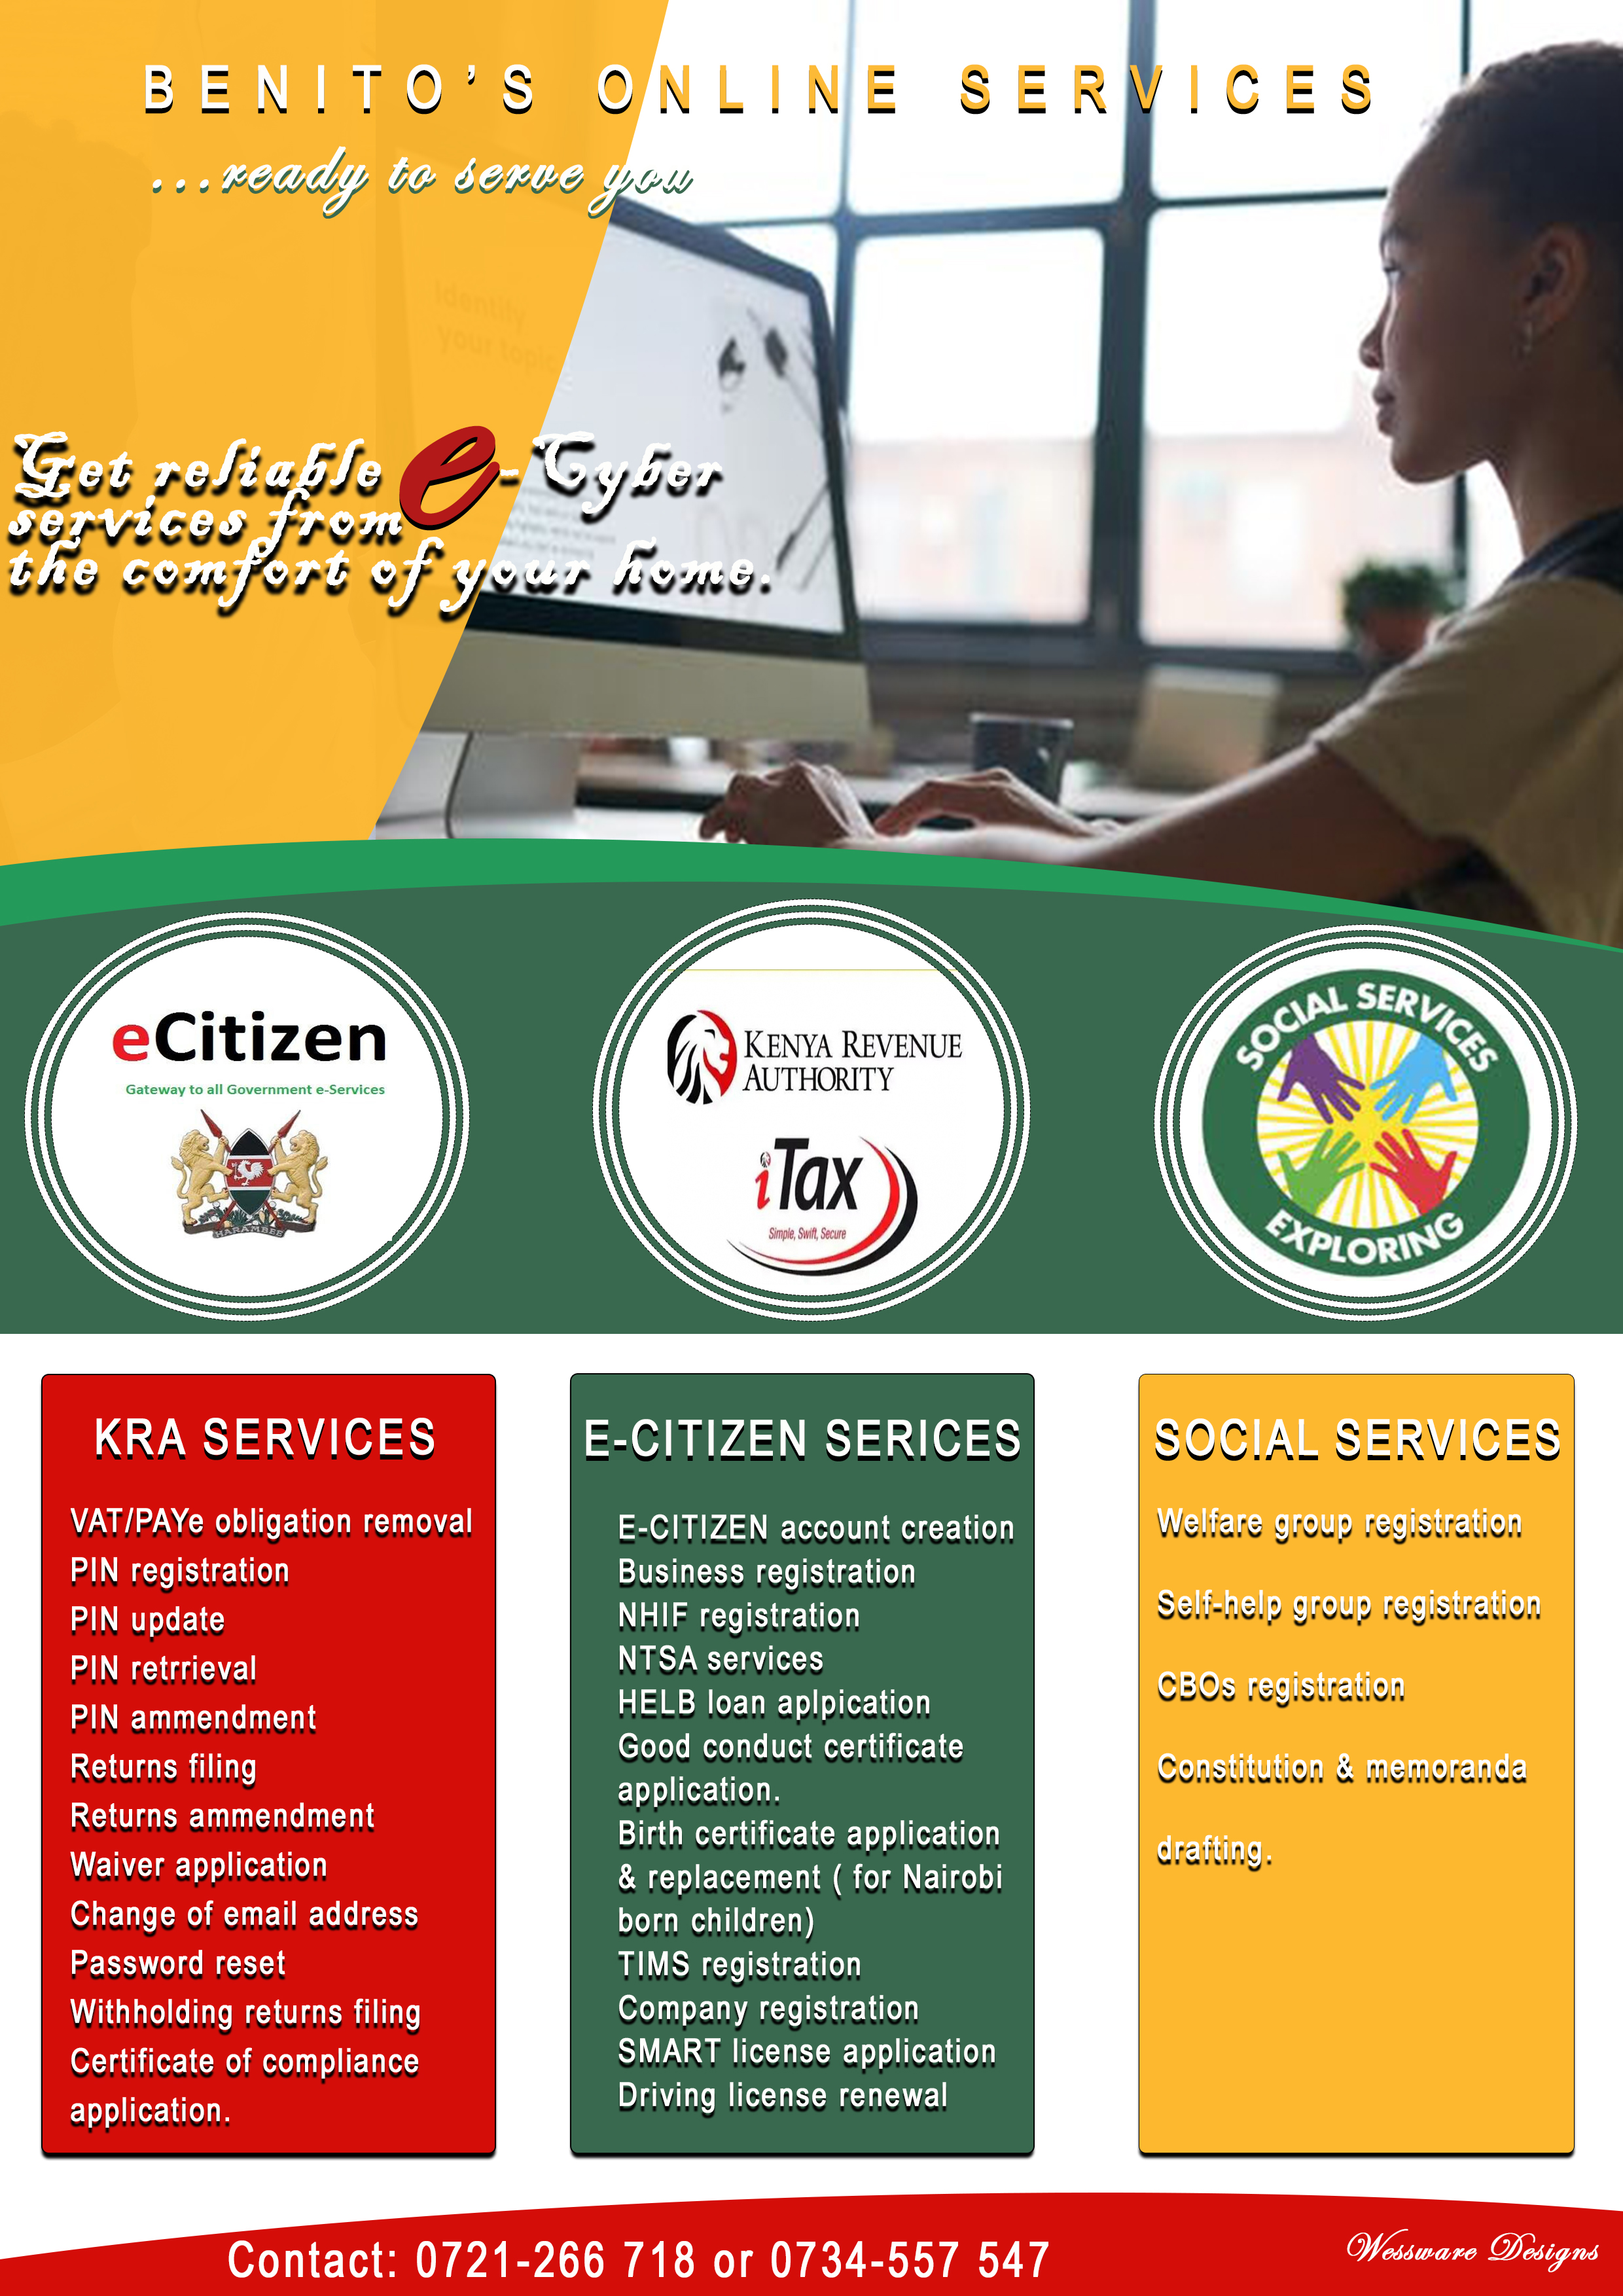 BENITO'S ONLINE SERVICES
...ready to serve you
Identify
your topic
Get reliable e-Cyber
services from
the comfort of your home.
eCitizen
Gateway to all Government e-Services
HARAMBEE
KENYA REVENUE
AUTHORITY
iTax
Simple, Swift, Secure
SOCIAL SERVICES
EXPLORING
KRA SERVICES
VAT/PAYe obligation removal
PIN registration
PIN update
PIN retrrieval
PIN ammendment
Returns filing
Returns ammendment
Waiver application
Change of email address
Password reset
Withholding returns filing
Certificate of compliance
application.
E-CITIZEN SERICES
E-CITIZEN account creation
Business registration
NHIF registration
NTSA services
HELB loan aplpication
Good conduct certificate
application.
Birth certificate application
& replacement ( for Nairobi
born children)
TIMS registration
Company registration
SMART license application
Driving license renewal
SOCIAL SERVICES
Welfare group registration
Self-help group registration
CBOs registration
Constitution & memoranda
drafting.
Contact: 0721-266 718 or 0734-557 547
Wessware Designs